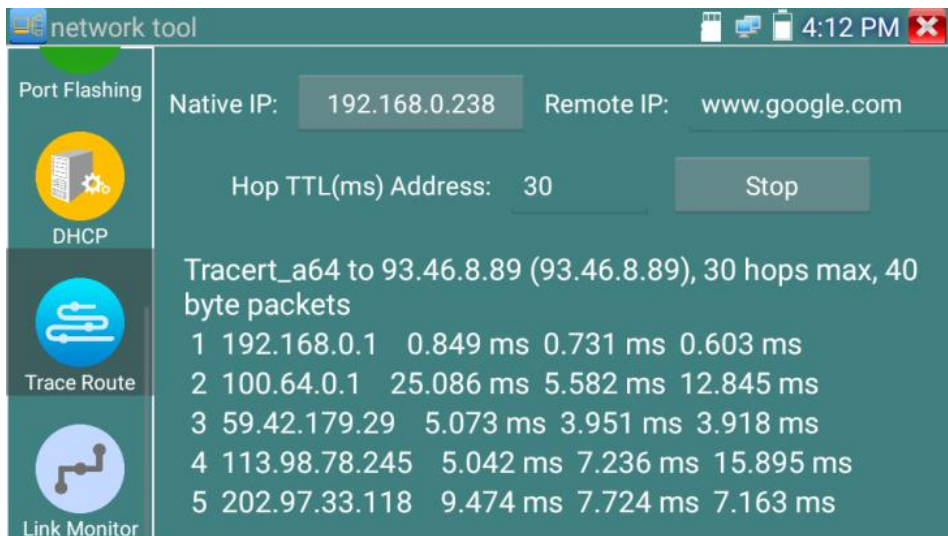 network tool
4:12 PM
Port Flashing
DHCP
Trace Route
Link Monitor
Native IP: 192.168.0.238 Remote IP: www.google.com
Hop TTL(ms) Address: 30 Stop
Tracert_a64 to 93.46.8.89 (93.46.8.89), 30 hops max, 40
byte packets
1 192.168.0.1 0.849 ms 0.731 ms 0.603 ms
2 100.64.0.1 25.086 ms 5.582 ms 12.845 ms
3 59.42.179.29 5.073 ms 3.951 ms 3.918 ms
4 113.98.78.245 5.042 ms 7.236 ms 15.895 ms
5 202.97.33.118 9.474 ms 7.724 ms 7.163 ms